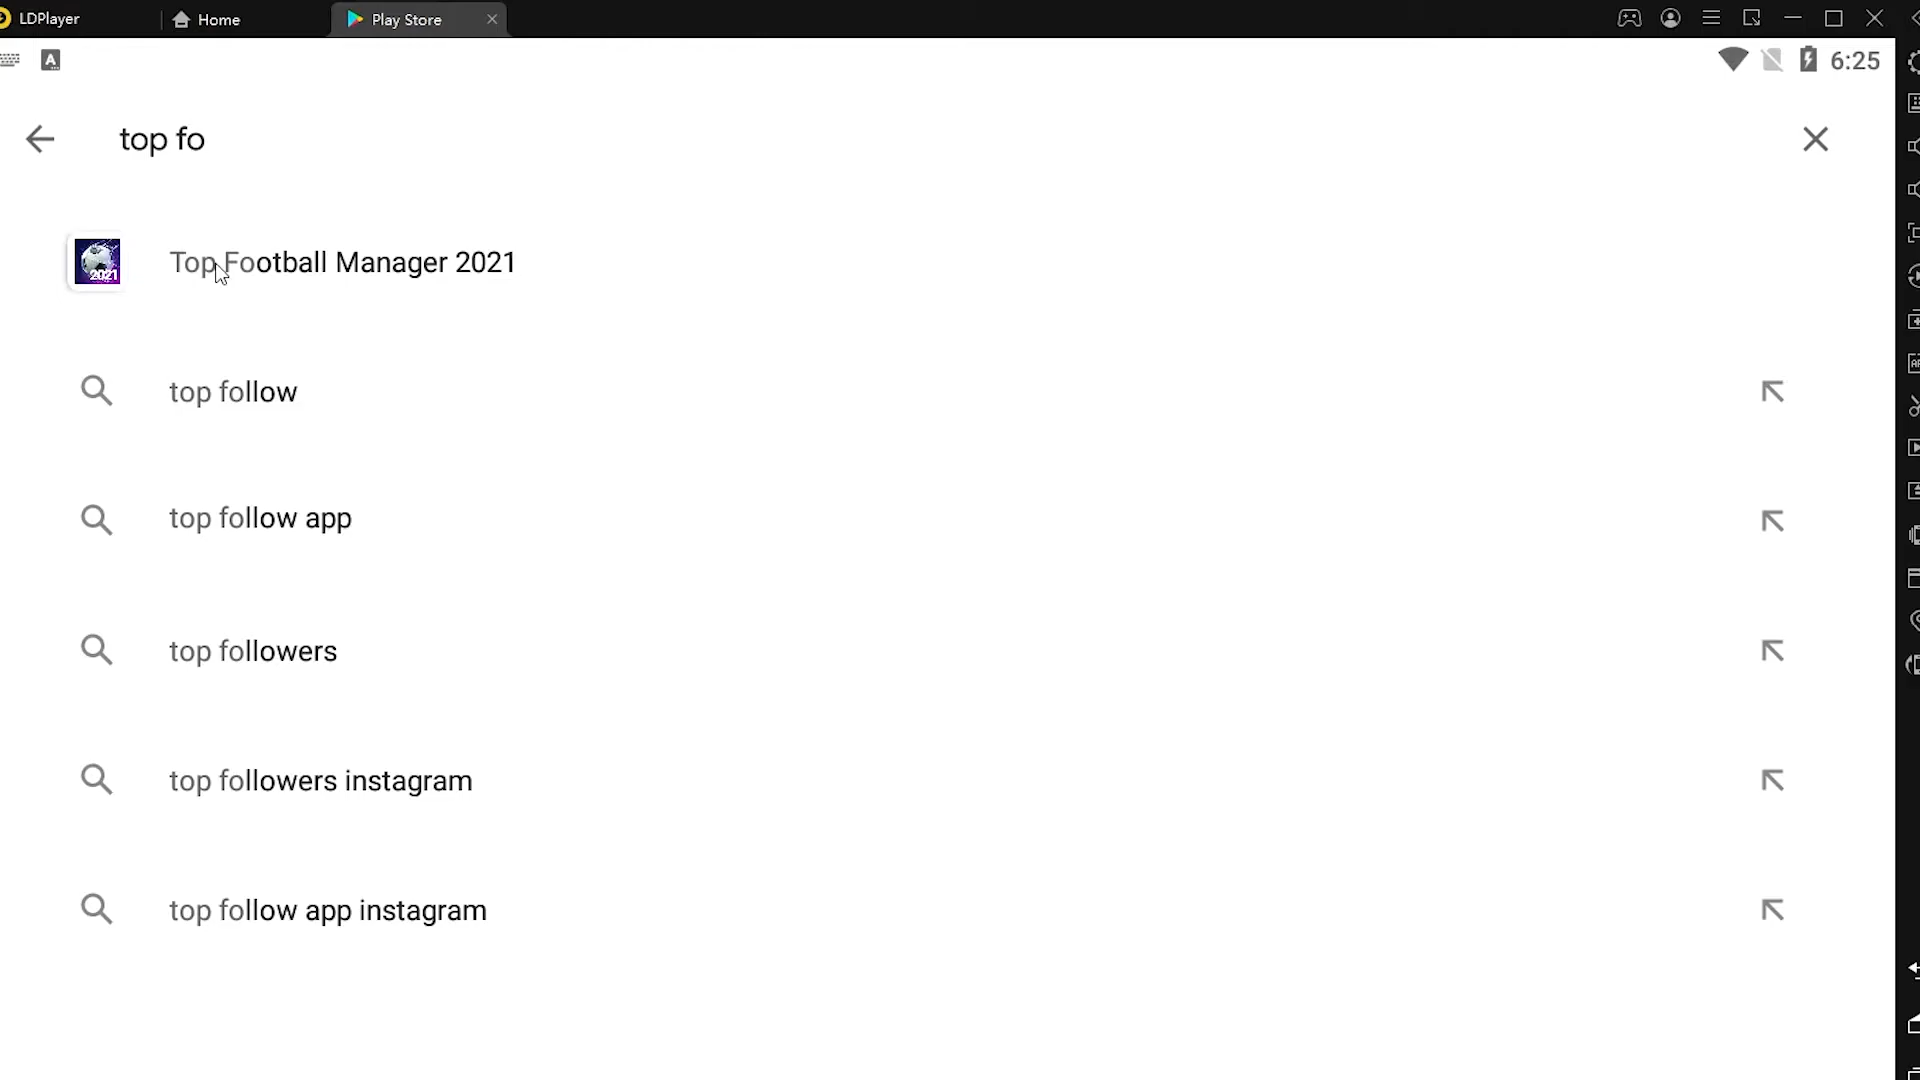 LDPlayer
Home
Play Store
A
6:25
top fo
2021
Top Football Manager 2021
top follow
top follow app
top followers
top followers instagram
top follow app instagram